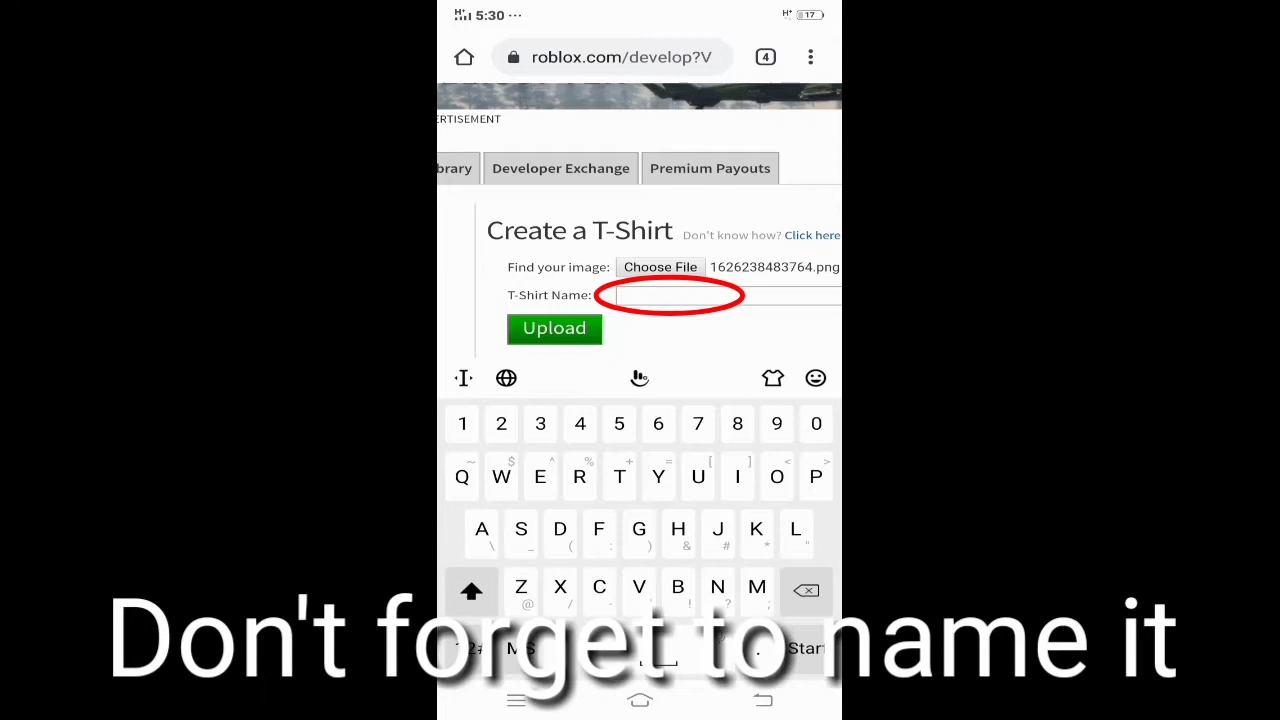 H+ 5:30 ... H+ 17
roblox.com/develop?V 4
ERTISEMENT
brary Developer Exchange Premium Payouts
Create a T-Shirt Don't know how? Click here
Find your image: Choose File 1626238483764.png
T-Shirt Name:
Upload
1 2 3 4 5 6 7 8 9 0
~ $ ^ % + = [ ] < >
Q W E R T Y U I O P
A S D F G H J K L
\ _ ( : ) & # * "
Z X C V B N M
@ / - ! ? ;
Don't forget to name it